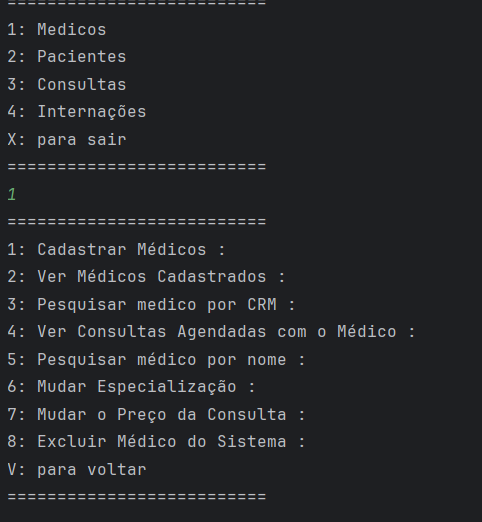 ==========================
1: Medicos
2: Pacientes
3: Consultas
4: Internações
X: para sair
==========================
1
==========================
1: Cadastrar Médicos :
2: Ver Médicos Cadastrados :
3: Pesquisar medico por CRM :
4: Ver Consultas Agendadas com o Médico :
5: Pesquisar médico por nome :
6: Mudar Especialização :
7: Mudar o Preço da Consulta :
8: Excluir Médico do Sistema :
V: para voltar
==========================